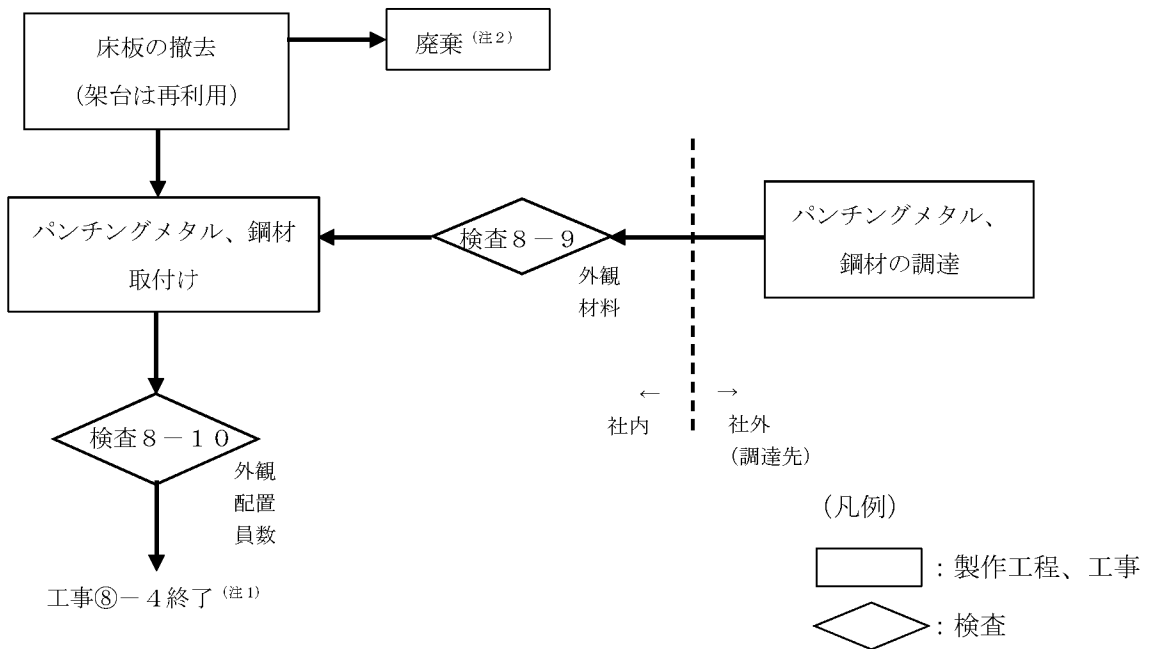 床板の撤去
(架台は再利用)
廃棄(注2)
パンチングメタル、鋼材
取付け
検査8-9
外観
材料
パンチングメタル、
鋼材の調達
← →
社内 社外
(調達先)
検査8-10
外観
配置
員数
工事⑧-4終了(注1)
(凡例)
:製作工程、工事
:検査